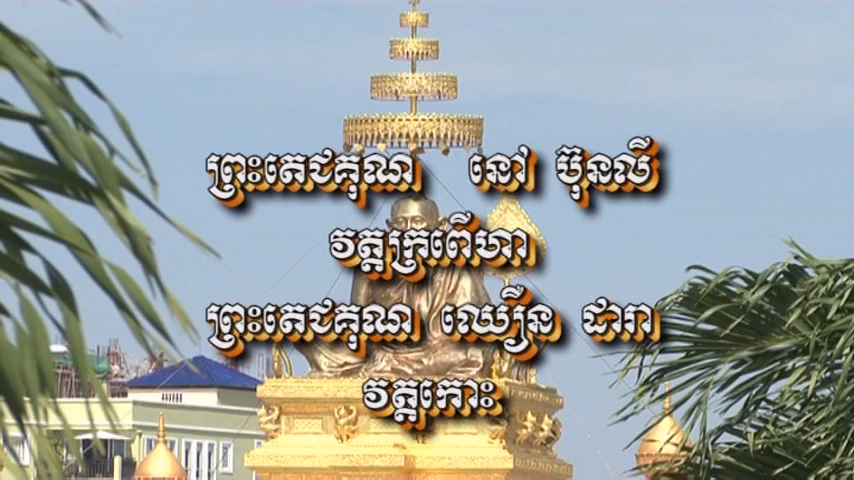 ព្រះតេជគុណ នៅ ប៊ុនលី
វត្តក្រពើហា
ព្រះតេជគុណ ឈឿន ដារា
វត្តកោះ